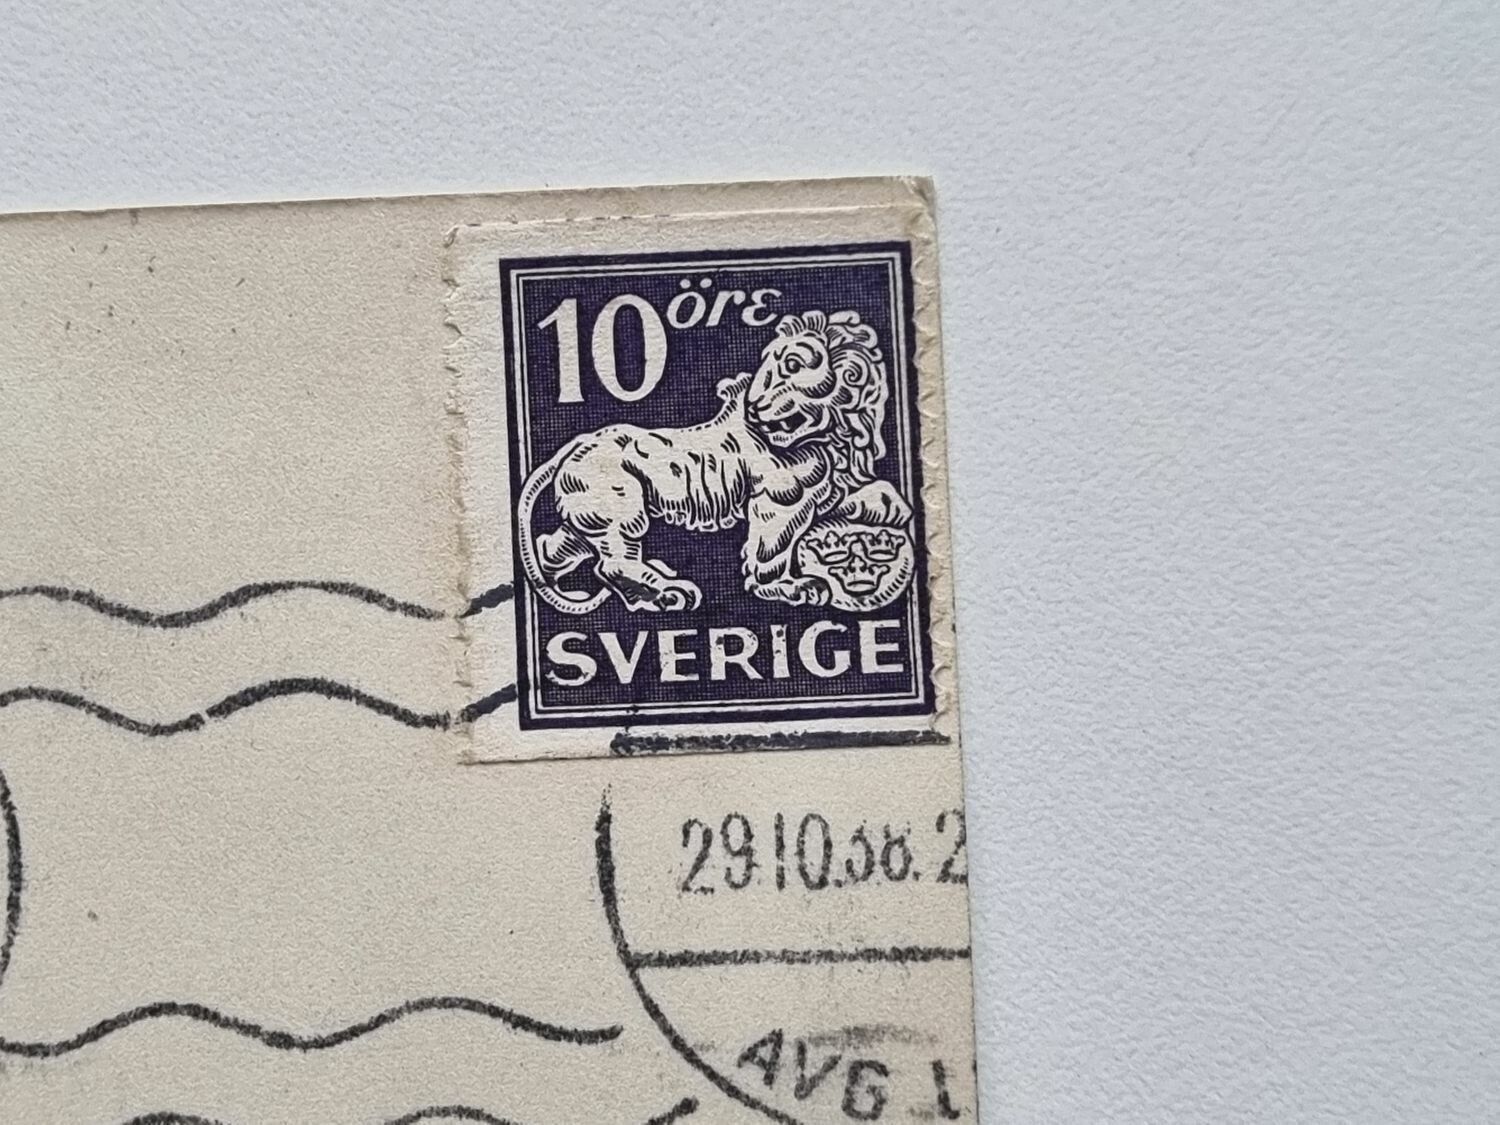 10 öre
SVERIGE
29.10.38. 2
AVG